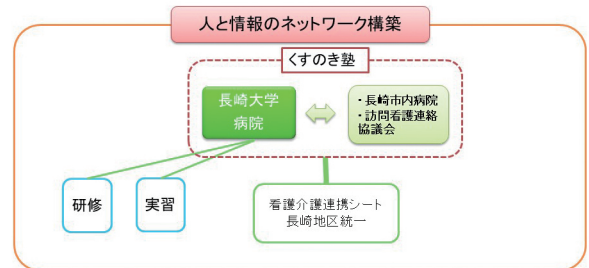 人と情報のネットワーク構築
くすのき塾
長崎大学
病院
・長崎市内病院
・訪問看護連絡
協議会
研修
実習
看護介護連携シート
長崎地区統一